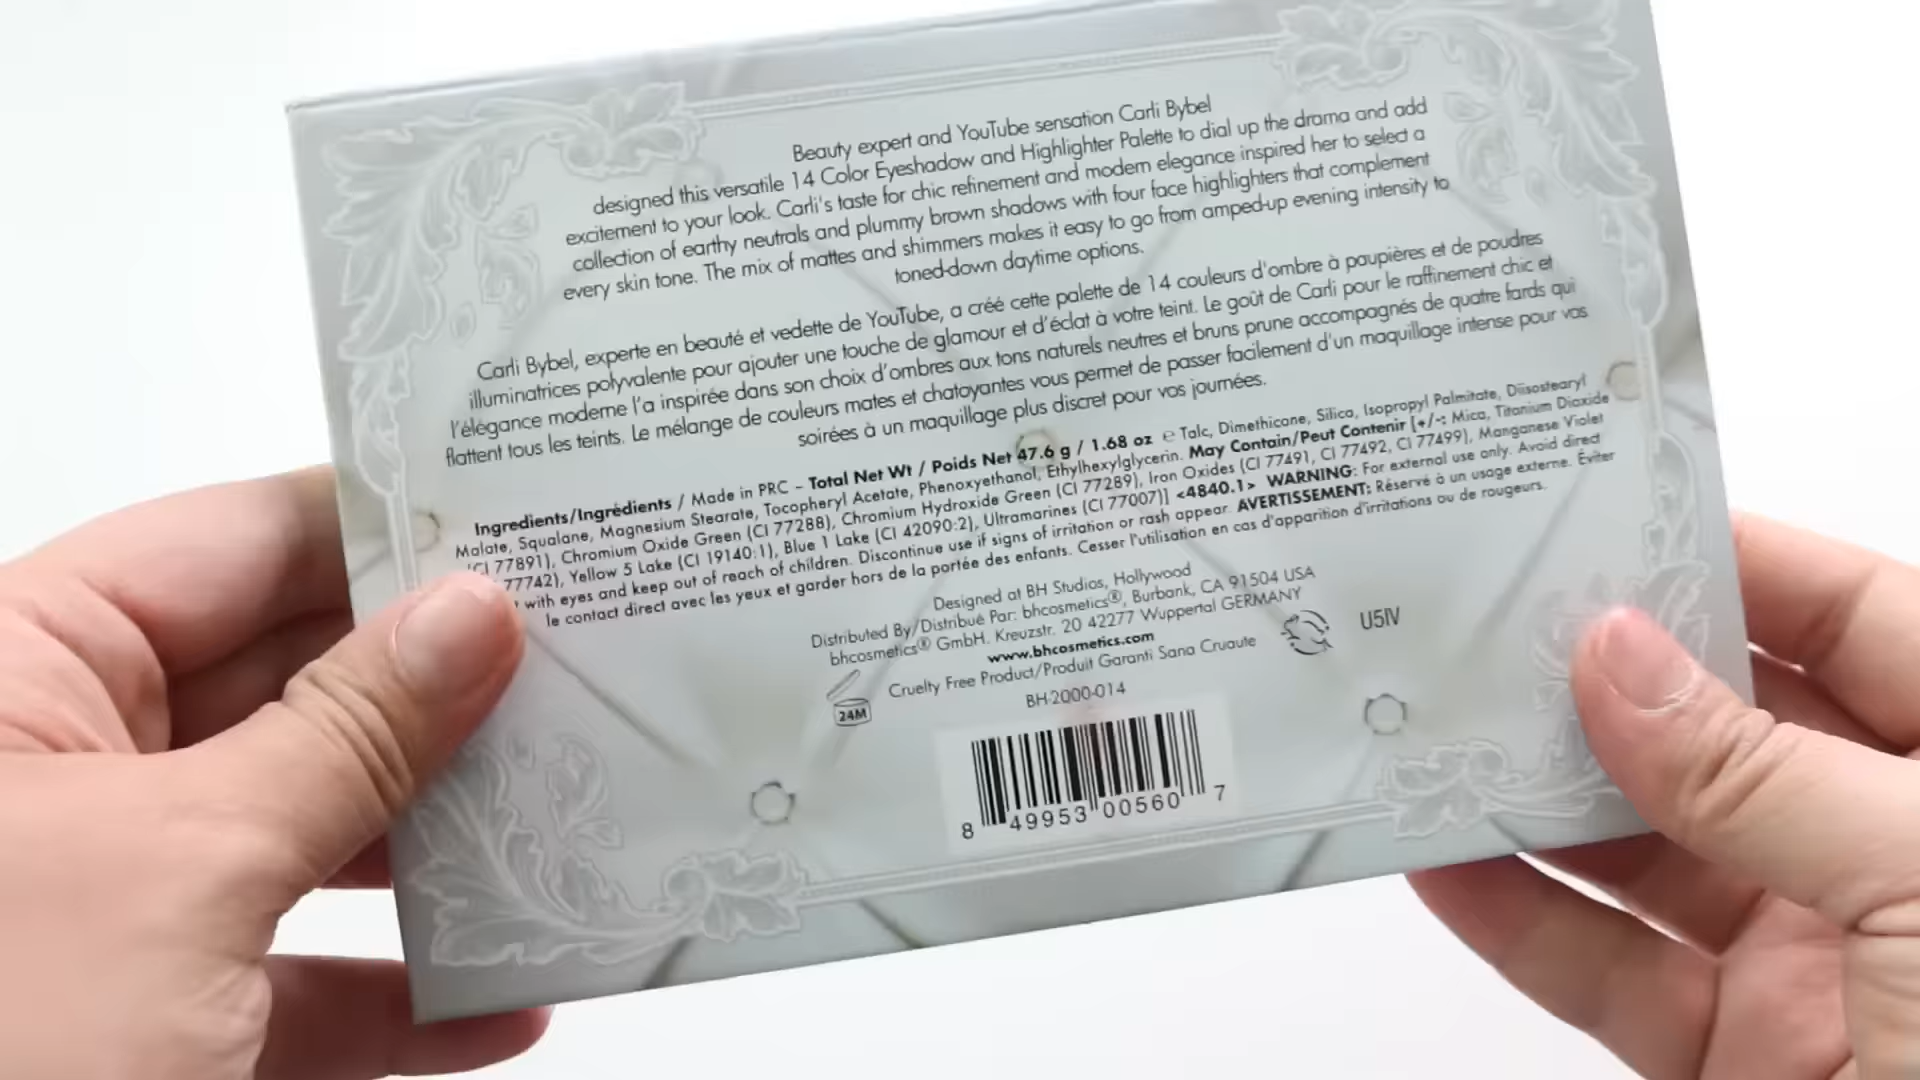 Beauty expert and YouTube sensation Carli Bybel
designed this versatile 14 Color Eyeshadow and Highlighter Palette to dial up the drama and add
excitement to your look. Carli's taste for chic refinement and modern elegance inspired her to select a
collection of earthy neutrals and plummy brown shadows with four face highlighters that complement
every skin tone. The mix of mattes and shimmers makes it easy to go from amped-up evening intensity to
toned-down daytime options.
Carli Bybel, experte en beauté et vedette de YouTube, a créé cette palette de 14 couleurs d'ombre à paupières et de poudres
illuminatrices polyvalente pour ajouter une touche de glamour et d'éclat à votre teint. Le goût de Carli pour le raffinement chic et
l'élégance moderne l'a inspirée dans son choix d'ombres aux tons naturels neutres et bruns prune accompagnés de quatre fards qui
flattent tous les teints. Le mélange de couleurs mates et chatoyantes vous permet de passer facilement d'un maquillage intense pour vos
soirées à un maquillage plus discret pour vos journées.
Ingredients/Ingrédients / Made in PRC – Total Net Wt / Poids Net 47.6 g / 1.68 oz ℮ Talc, Dimethicone, Silica, Isopropyl Palmitate, Diisostearyl
Malate, Squalane, Magnesium Stearate, Tocopheryl Acetate, Phenoxyethanol, Ethylhexylglycerin. May Contain/Peut Contenir [+/-: Mica, Titanium Dioxide
(CI 77891), Chromium Oxide Green (CI 77288), Chromium Hydroxide Green (CI 77289), Iron Oxides (CI 77491, CI 77492, CI 77499), Manganese Violet
77742), Yellow 5 Lake (CI 19140:1), Blue 1 Lake (CI 42090:2), Ultramarines (CI 77007)] <4840.1> WARNING: For external use only. Avoid direct
with eyes and keep out of reach of children. Discontinue use if signs of irritation or rash appear. AVERTISSEMENT: Réservé à un usage externe. Éviter
le contact direct avec les yeux et garder hors de la portée des enfants. Cesser l'utilisation en cas d'apparition d'irritations ou de rougeurs.
Designed at BH Studios, Hollywood
Distributed By/Distribué Par: bhcosmetics®, Burbank, CA 91504 USA
bhcosmetics® GmbH. Kreuzstr. 20 42277 Wuppertal GERMANY
www.bhcosmetics.com
Cruelty Free Product/Produit Garanti Sana Cruaute
U5IV
24M
BH-2000-014
8 49953 00560 7